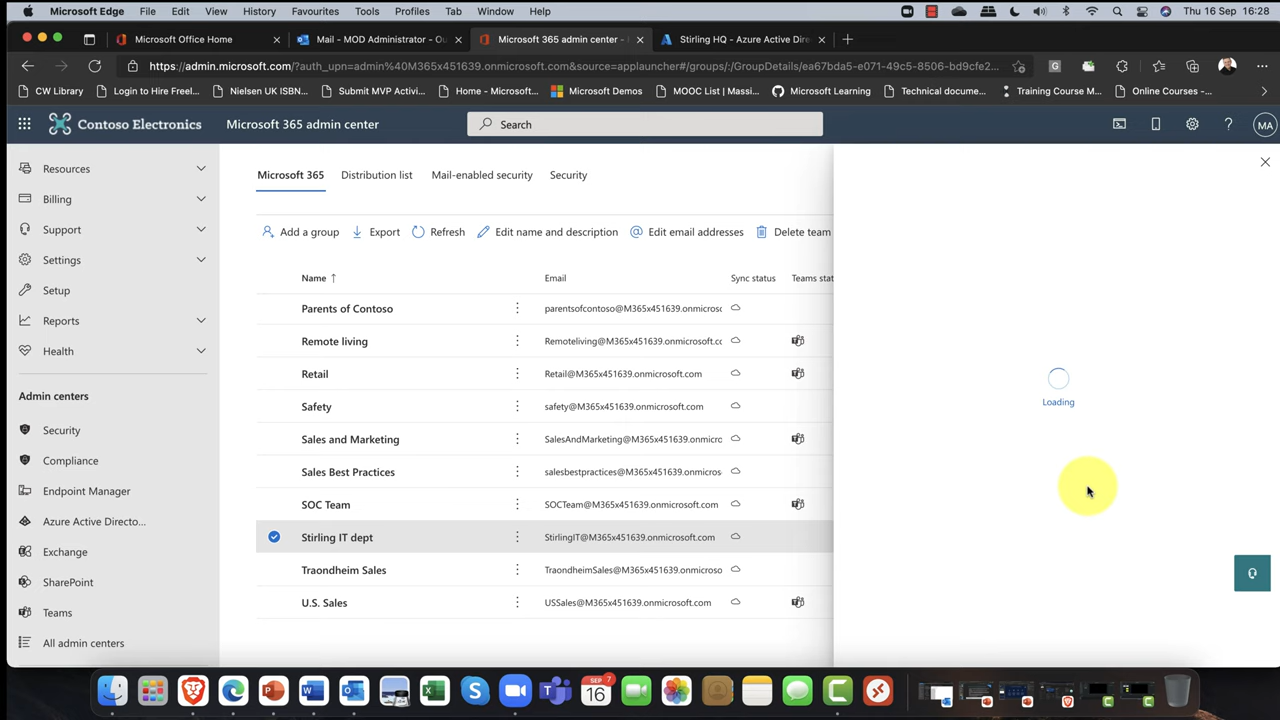 Microsoft Edge File Edit View History Favourites Tools Profiles Tab Window Help Thu 16 Sep 16:28
Microsoft Office Home Mail - MOD Administrator - Ou Microsoft 365 admin center - Stirling HQ - Azure Active Dire
https://admin.microsoft.com/?auth_upn=admin%40M365x451639.onmicrosoft.com&source=applauncher#/groups/:/GroupDetails/ea67bda5-e071-49c5-8506-bd9cfe2...
CW Library Login to Hire Freel... Nielsen UK ISBN... Submit MVP Activi... Home - Microsoft... Microsoft Demos MOOC List | Massi... Microsoft Learning Technical docume... Training Course M... Online Courses -...
Contoso Electronics Microsoft 365 admin center Search MA
Resources
Billing
Support
Settings
Setup
Reports
Health
Admin centers
Security
Compliance
Endpoint Manager
Azure Active Directo...
Exchange
SharePoint
Teams
All admin centers
Microsoft 365 Distribution list Mail-enabled security Security
Add a group Export Refresh Edit name and description Edit email addresses Delete team
Name ↑ Email Sync status Teams stat
Parents of Contoso parentsofcontoso@M365x451639.onmicrosc
Remote living Remoteliving@M365x451639.onmicrosoft.cc
Retail Retail@M365x451639.onmicrosoft.com
Safety safety@M365x451639.onmicrosoft.com
Sales and Marketing SalesAndMarketing@M365x451639.onmicrc
Sales Best Practices salesbestpractices@M365x451639.onmicros
SOC Team SOCTeam@M365x451639.onmicrosoft.com
Stirling IT dept StirlingIT@M365x451639.onmicrosoft.com
Traondheim Sales TraondheimSales@M365x451639.onmicroso
U.S. Sales USSales@M365x451639.onmicrosoft.com
Loading
SEP 7
16